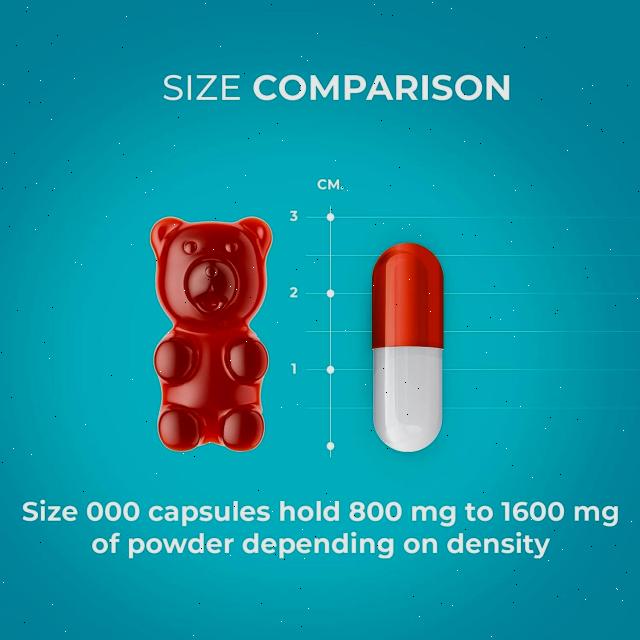 SIZE COMPARISON
CM.
3
2
1
Size 000 capsules hold 800 mg to 1600 mg
of powder depending on density